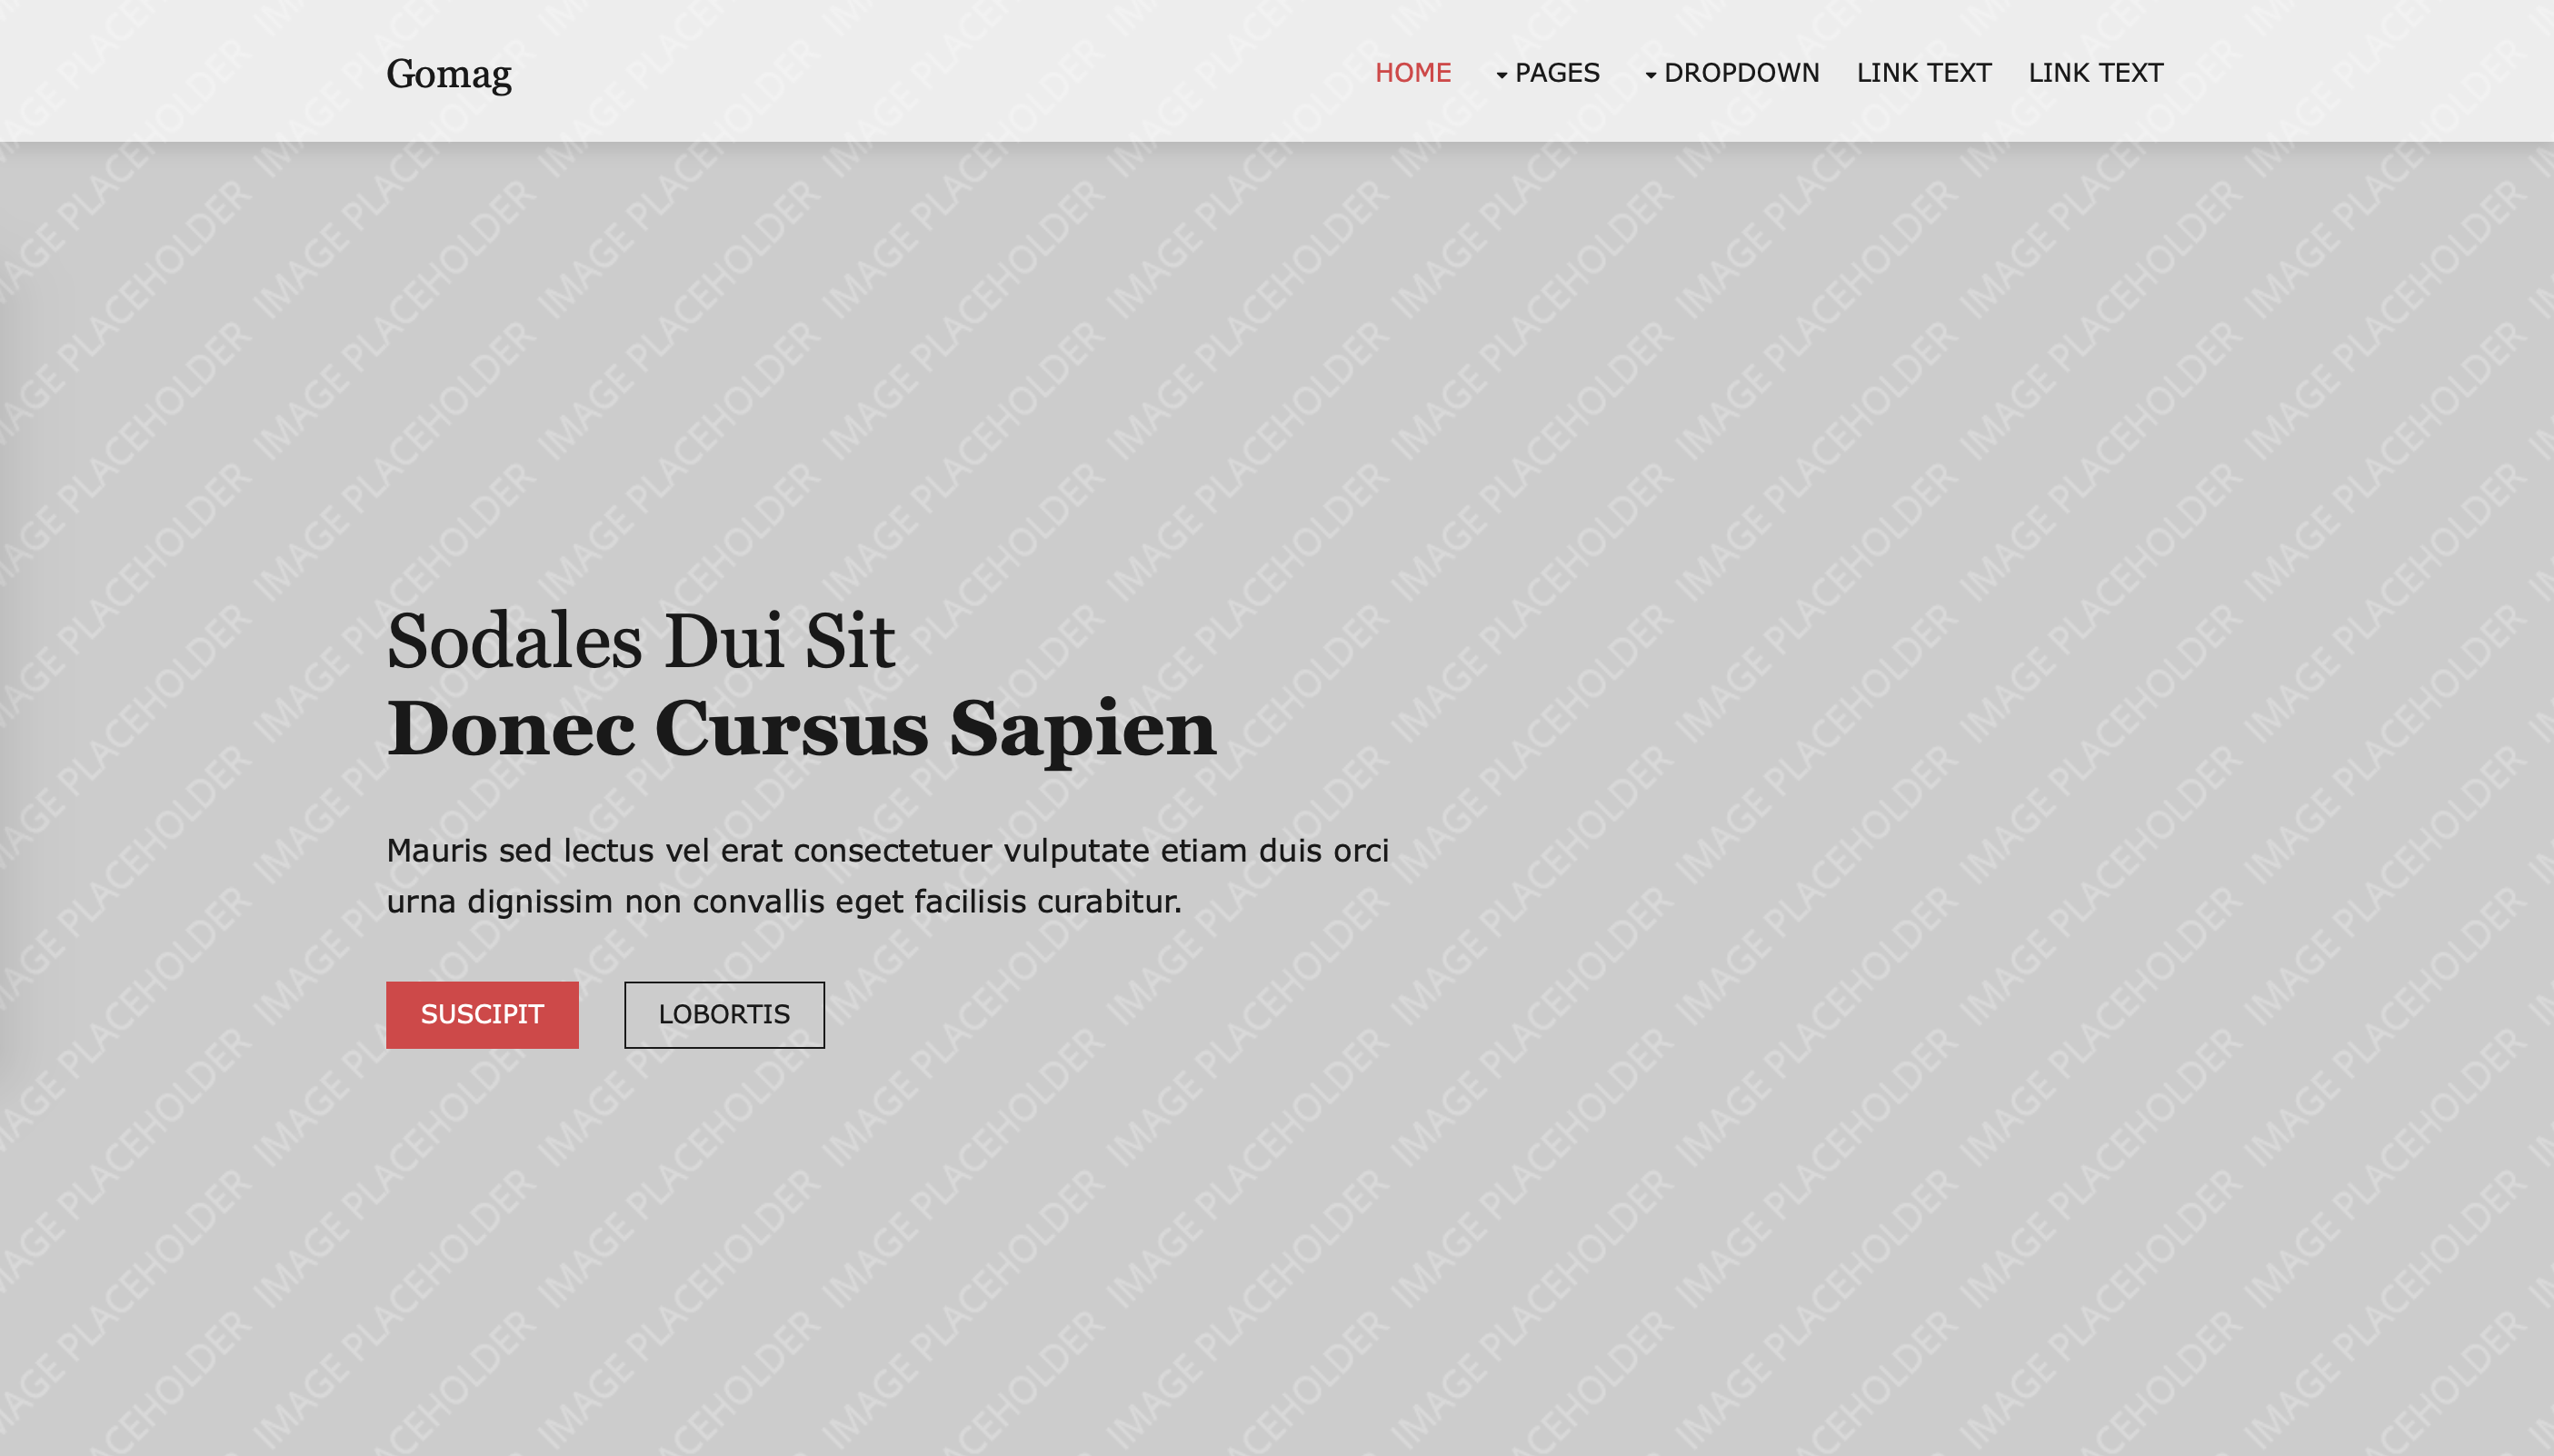 Gomag
HOME PAGES DROPDOWN LINK TEXT LINK TEXT
Sodales Dui Sit
Donec Cursus Sapien
Mauris sed lectus vel erat consectetuer vulputate etiam duis orci
urna dignissim non convallis eget facilisis curabitur.
SUSCIPIT LOBORTIS
IMAGE PLACEHOLDER